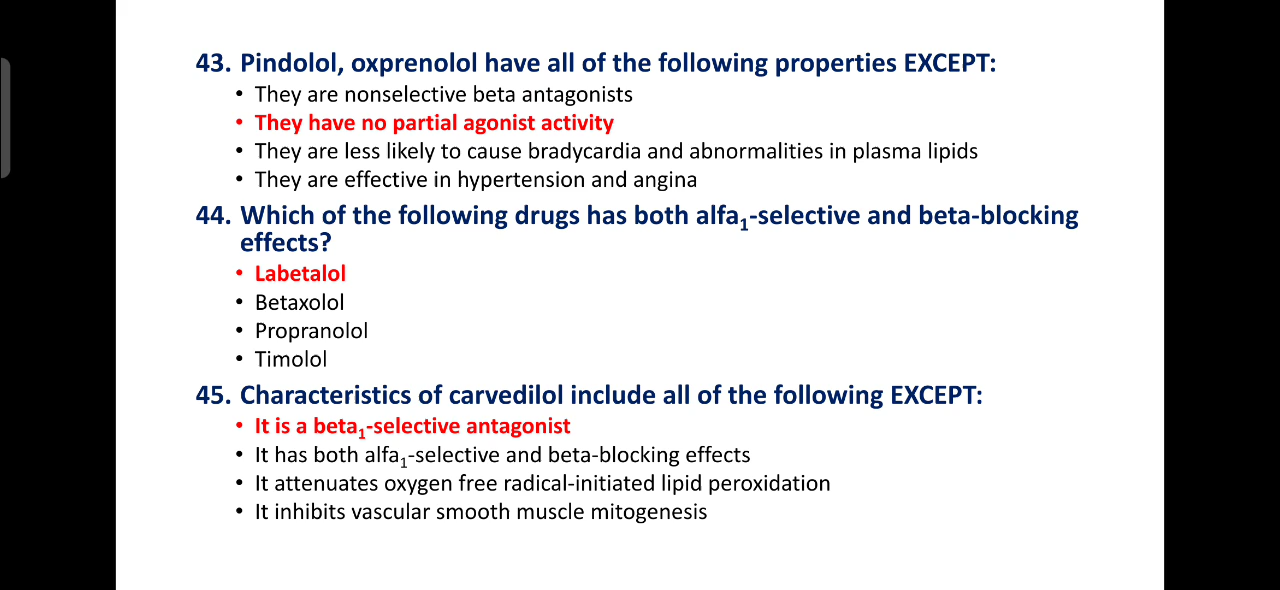 43. Pindolol, oxprenolol have all of the following properties EXCEPT:
• They are nonselective beta antagonists
• They have no partial agonist activity
• They are less likely to cause bradycardia and abnormalities in plasma lipids
• They are effective in hypertension and angina
44. Which of the following drugs has both alfa₁-selective and beta-blocking
effects?
• Labetalol
• Betaxolol
• Propranolol
• Timolol
45. Characteristics of carvedilol include all of the following EXCEPT:
• It is a beta₁-selective antagonist
• It has both alfa₁-selective and beta-blocking effects
• It attenuates oxygen free radical-initiated lipid peroxidation
• It inhibits vascular smooth muscle mitogenesis